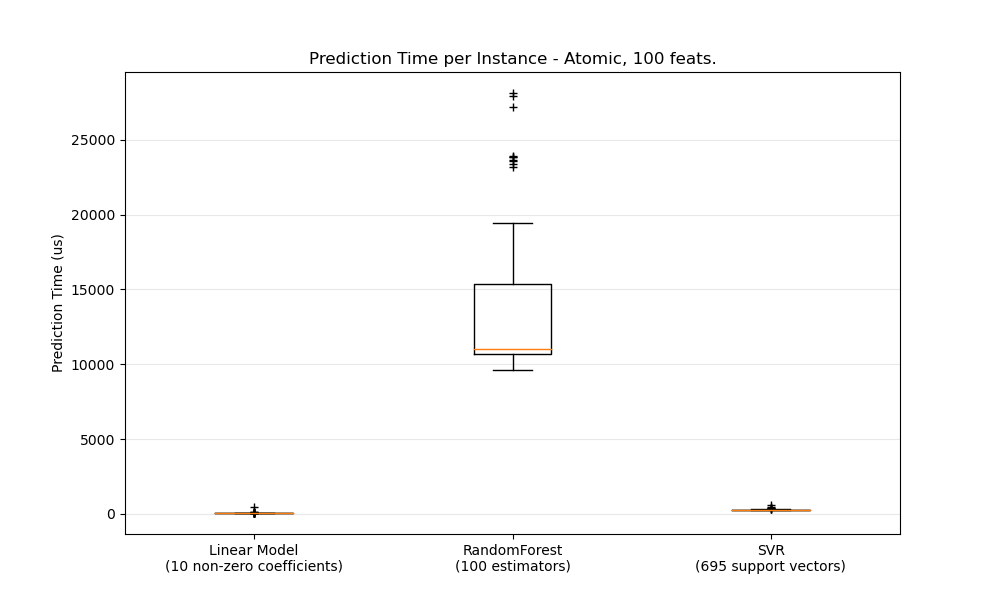 Prediction Time per Instance - Atomic, 100 feats.
Prediction Time (us)
25000
20000
15000
10000
5000
0
Linear Model
(10 non-zero coefficients)
RandomForest
(100 estimators)
SVR
(695 support vectors)